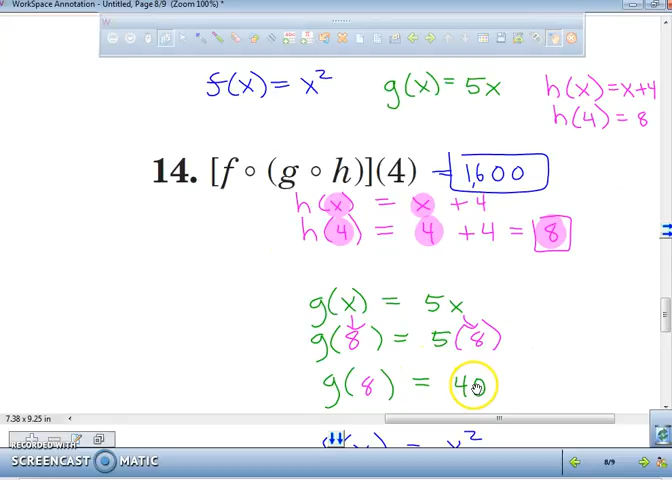 WorkSpace Annotation - Untitled, Page 8/9 (Zoom 100%) *
f(x) = x²
g(x) = 5x
h(x) = x+4
h(4) = 8
14. [f ∘ (g ∘ h)](4) = 1,600
h(x) = x + 4
h(4) = 4 + 4 = 8
g(x) = 5x
g(8) = 5(8)
g(8) = 40
7.38 x 9.25 in
= x²
RECORDED WITH
SCREENCAST MATIC
8/9